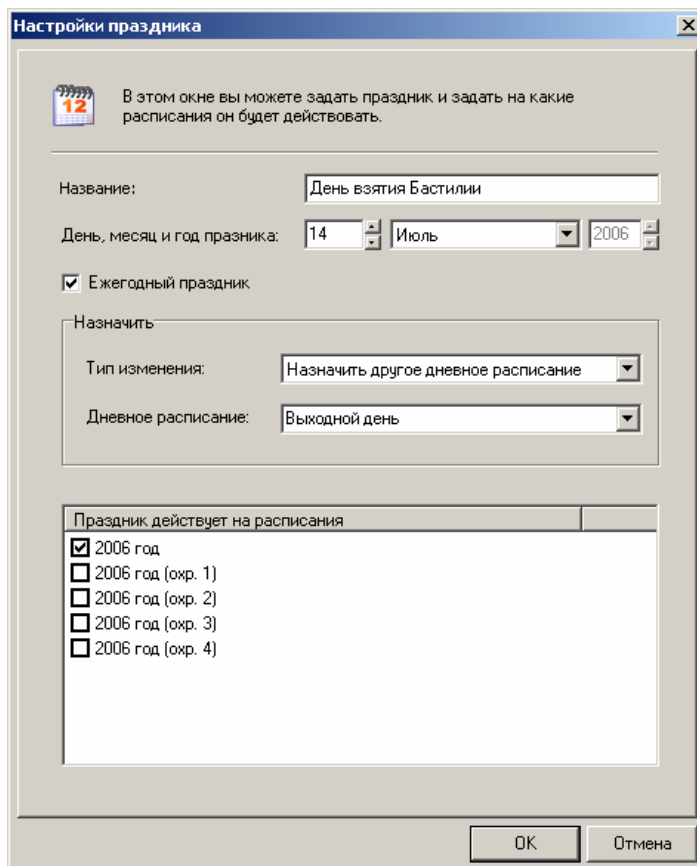 Настройки праздника
12
В этом окне вы можете задать праздник и задать на какие
расписания он будет действовать.
Название: День взятия Бастилии
День, месяц и год празника: 14 Июль 2006
Ежегодный праздник
Назначить
Тип изменения: Назначить другое дневное расписание
Дневное расписание: Выходной день
Праздник действует на расписания
2006 год
2006 год (охр. 1)
2006 год (охр. 2)
2006 год (охр. 3)
2006 год (охр. 4)
OK Отмена